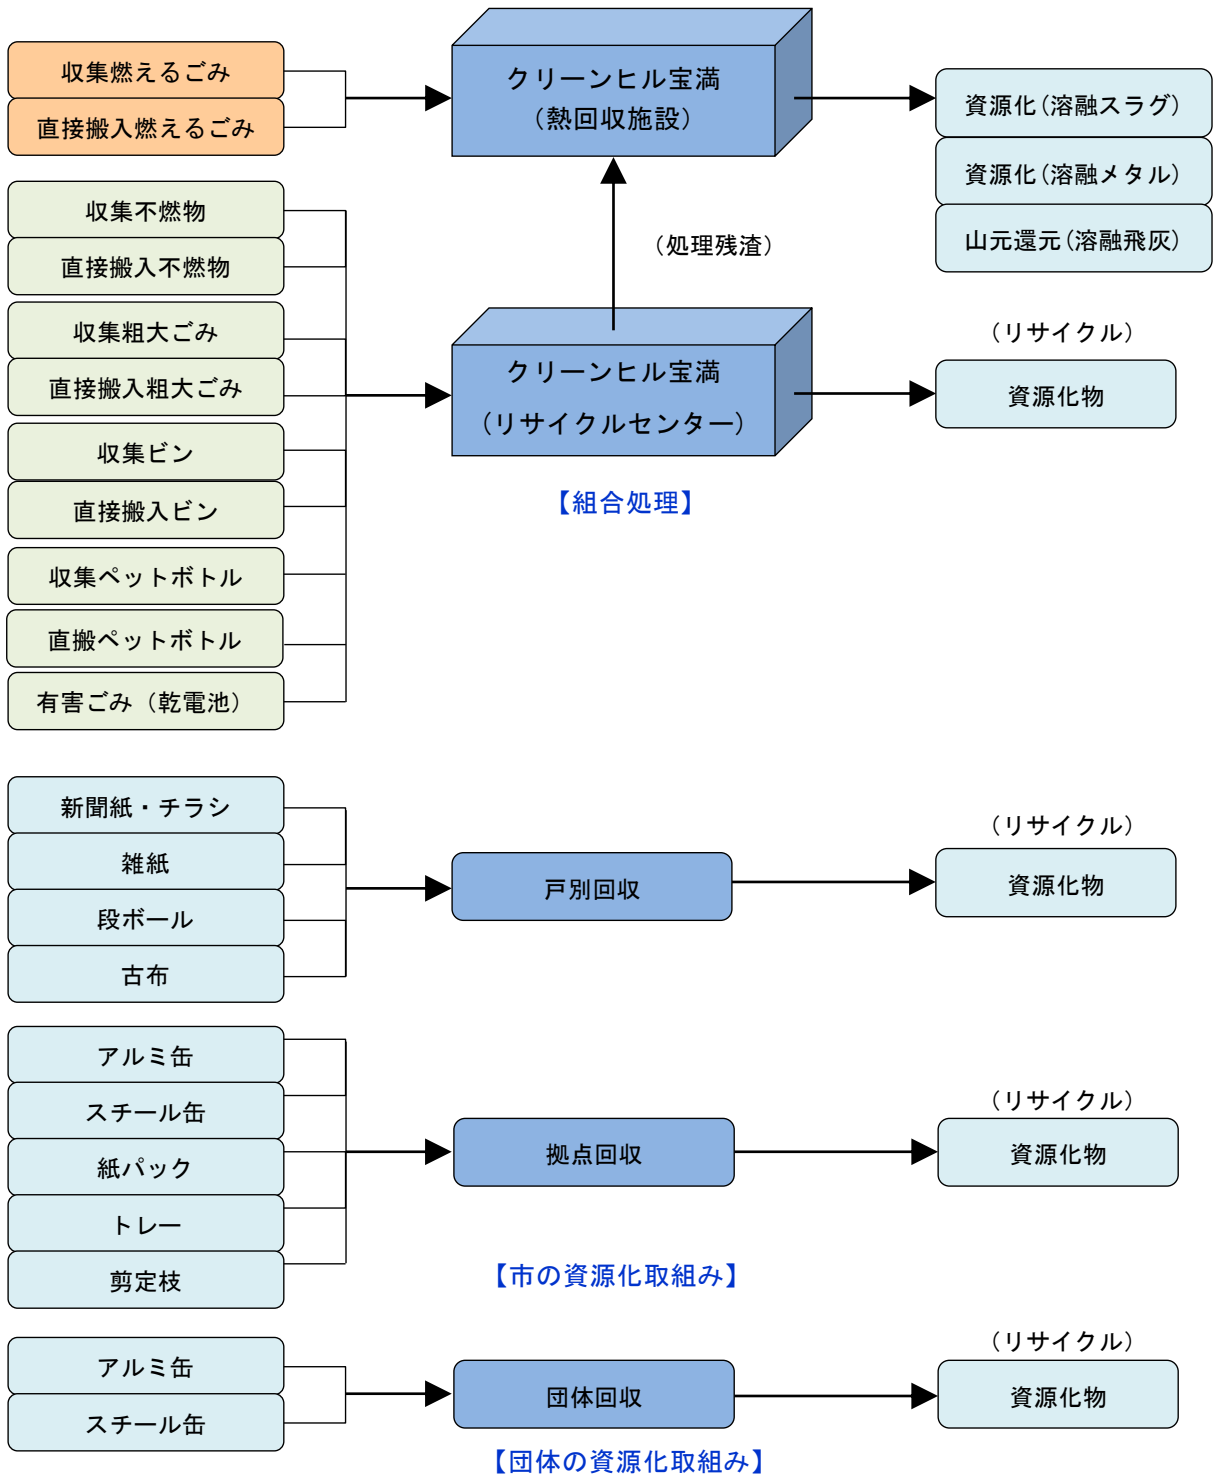 収集燃えるごみ
直接搬入燃えるごみ
クリーンヒル宝満
（熱回収施設）
資源化（溶融スラグ）
資源化（溶融メタル）
山元還元（溶融飛灰）
収集不燃物
直接搬入不燃物
（処理残渣）
収集粗大ごみ
直接搬入粗大ごみ
収集ビン
直接搬入ビン
収集ペットボトル
直搬ペットボトル
有害ごみ（乾電池）
クリーンヒル宝満
（リサイクルセンター）
（リサイクル）
資源化物
【組合処理】
新聞紙・チラシ
雑紙
段ボール
古布
戸別回収
（リサイクル）
資源化物
アルミ缶
スチール缶
紙パック
トレー
剪定枝
拠点回収
（リサイクル）
資源化物
【市の資源化取組み】
アルミ缶
スチール缶
団体回収
（リサイクル）
資源化物
【団体の資源化取組み】